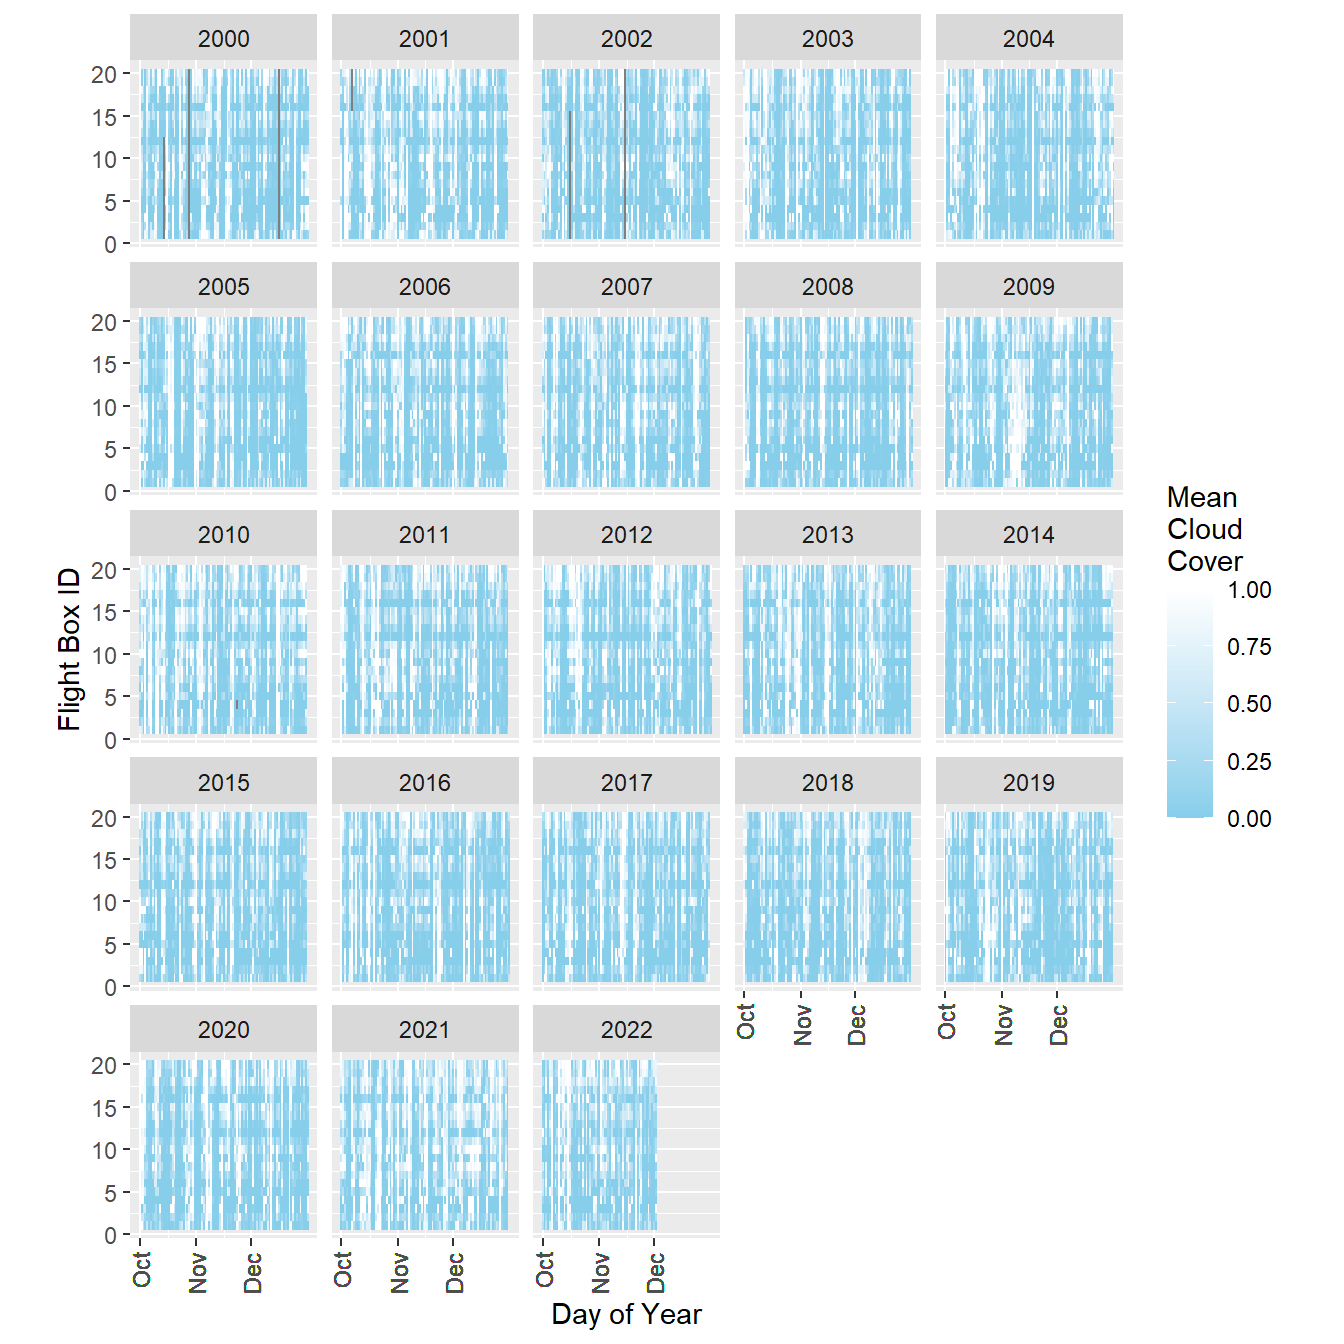 2000 2001 2002 2003 2004
20
15
10
5
0
2005 2006 2007 2008 2009
20
15
10
5
0
2010 2011 2012 2013 2014
20
15
10
5
0
2015 2016 2017 2018 2019
20
15
10
5
0
Oct Nov Dec Oct Nov Dec
2020 2021 2022
20
15
10
5
0
Oct Nov Dec Oct Nov Dec Oct Nov Dec
Day of Year
Flight Box ID
Mean
Cloud
Cover
1.00
0.75
0.50
0.25
0.00